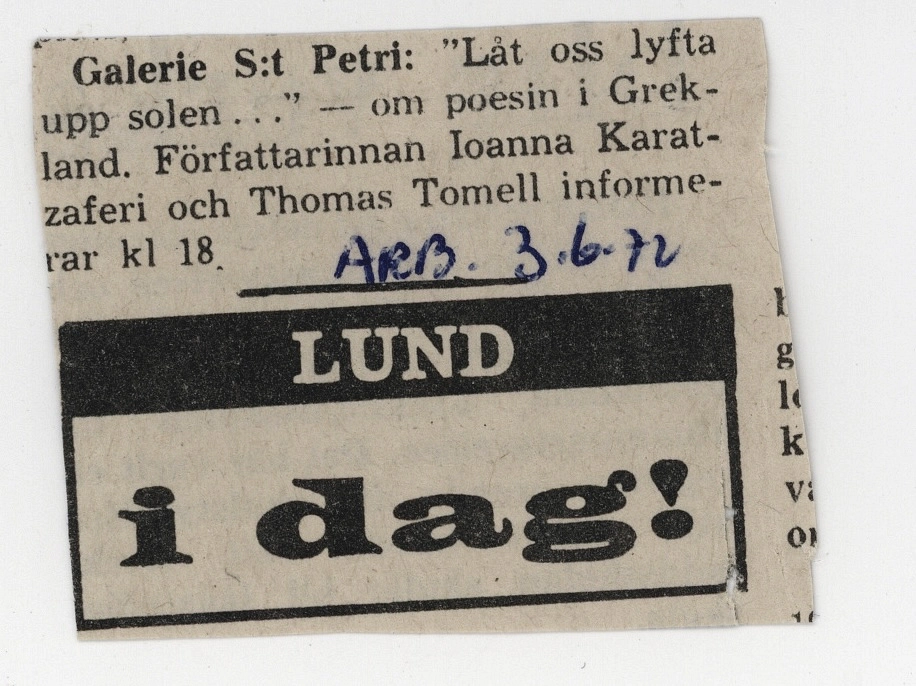 Galerie S:t Petri: "Låt oss lyfta
upp solen..." — om poesin i Grek-
land. Författarinnan Ioanna Karat-
zaferi och Thomas Tomell informe-
rar kl 18.
ARB. 3.6.72
LUND
i dag!